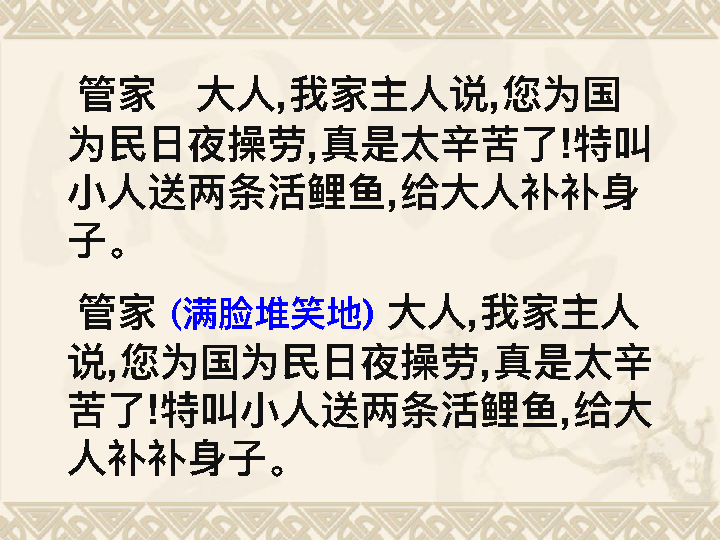 管家　大人,我家主人说,您为国
为民日夜操劳,真是太辛苦了!特叫
小人送两条活鲤鱼,给大人补补身
子。
管家 (满脸堆笑地) 大人,我家主人
说,您为国为民日夜操劳,真是太辛
苦了!特叫小人送两条活鲤鱼,给大
人补补身子。